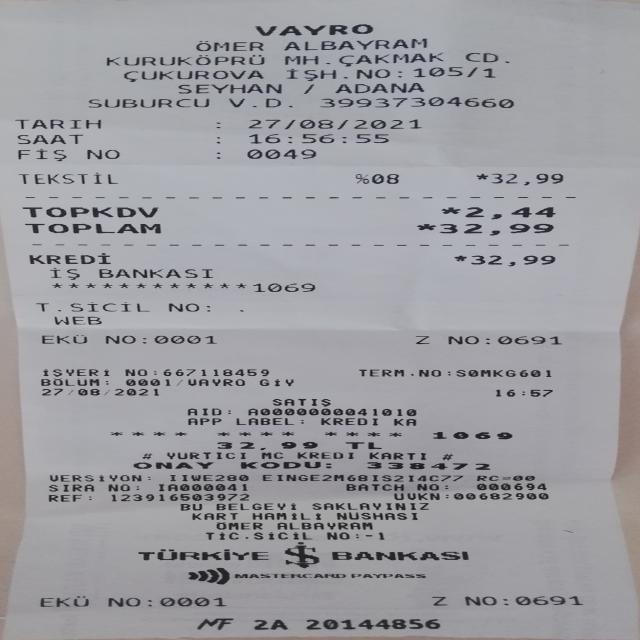 VAYRO
ÖMER ALBAYRAM
KURUKÖPRÜ MH.ÇAKMAK CD.
ÇUKUROVA İŞH.NO:105/1
SEYHAN / ADANA
SUBURCU V.D. 39937304660
TARIH : 27/08/2021
SAAT : 16:56:55
FİŞ NO : 0049
TEKSTİL %08 *32,99
TOPKDV *2,44
TOPLAM *32,99
KREDİ *32,99
İŞ BANKASI
************1069
T.SİCİL NO: .
WEB
EKÜ NO:0001 Z NO:0691
İŞYERİ NO:667118459 TERM.NO:S0MKG601
BÖLÜM: 0001/VAYRO GİY
27/08/2021 16:57
SATIŞ
AID: A0000000041010
APP LABEL: KREDI KA
**** **** **** 1069
32,99 TL
# YURTİCİ MC KREDİ KARTI #
ONAY KODU: 338472
VERSİYON: IIWE280 EINGE2M68IS2I4C77 RC=00
SIRA NO: IA000041 BATCH NO: 000694
REF: 123916503972 UVKN:00682900
BU BELGEYİ SAKLAYINIZ
KART HAMİLİ NUSHASI
ÖMER ALBAYRAM
TİC.SİCİL NO:-1
TÜRKİYE İŞ BANKASI
MASTERCARD PAYPASS
EKÜ NO:0001 Z NO:0691
MF 2A 20144856